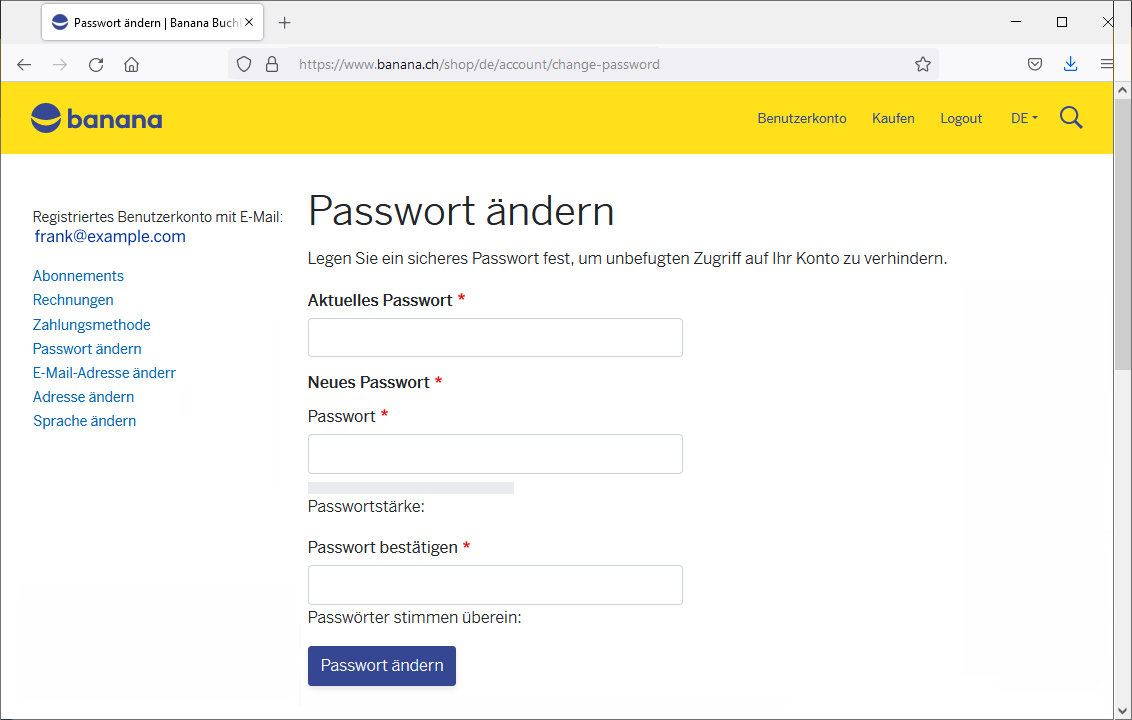 Passwort ändern | Banana Buchh
https://www.banana.ch/shop/de/account/change-password
banana
Benutzerkonto Kaufen Logout DE
Registriertes Benutzerkonto mit E-Mail:
frank@example.com
Abonnements
Rechnungen
Zahlungsmethode
Passwort ändern
E-Mail-Adresse änderr
Adresse ändern
Sprache ändern
Passwort ändern
Legen Sie ein sicheres Passwort fest, um unbefugten Zugriff auf Ihr Konto zu verhindern.
Aktuelles Passwort *
Neues Passwort *
Passwort *
Passwortstärke:
Passwort bestätigen *
Passwörter stimmen überein:
Passwort ändern